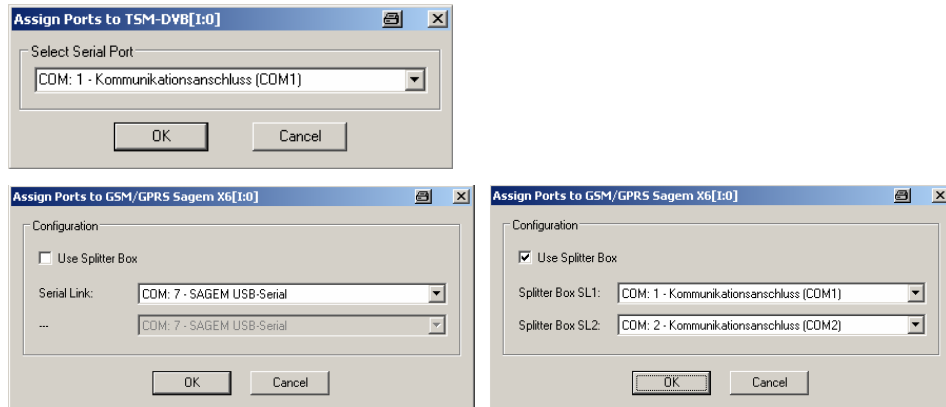 Assign Ports to TSM-DVB[I:0]
Select Serial Port
COM: 1 - Kommunikationsanschluss (COM1)
OK Cancel
Assign Ports to GSM/GPRS Sagem X6[I:0]
Configuration
Use Splitter Box
Serial Link: COM: 7 - SAGEM USB-Serial
--- COM: 7 - SAGEM USB-Serial
OK Cancel
Assign Ports to GSM/GPRS Sagem X6[I:0]
Configuration
Use Splitter Box
Splitter Box SL1: COM: 1 - Kommunikationsanschluss (COM1)
Splitter Box SL2: COM: 2 - Kommunikationsanschluss (COM2)
OK Cancel